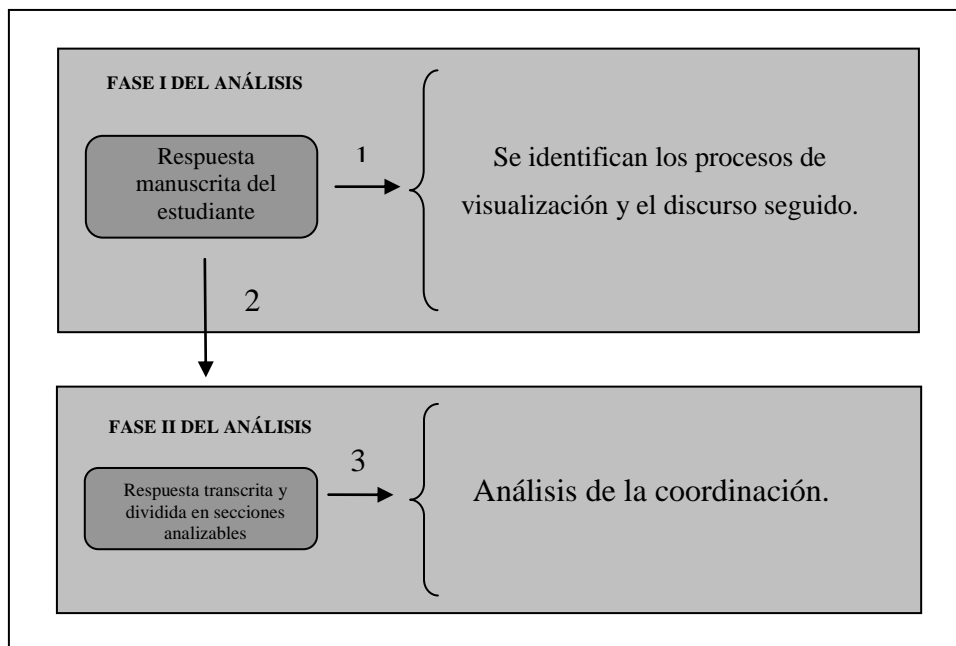 FASE I DEL ANÁLISIS
Respuesta
manuscrita del
estudiante
1
Se identifican los procesos de
visualización y el discurso seguido.
2
FASE II DEL ANÁLISIS
Respuesta transcrita y
dividida en secciones
analizables
3
Análisis de la coordinación.